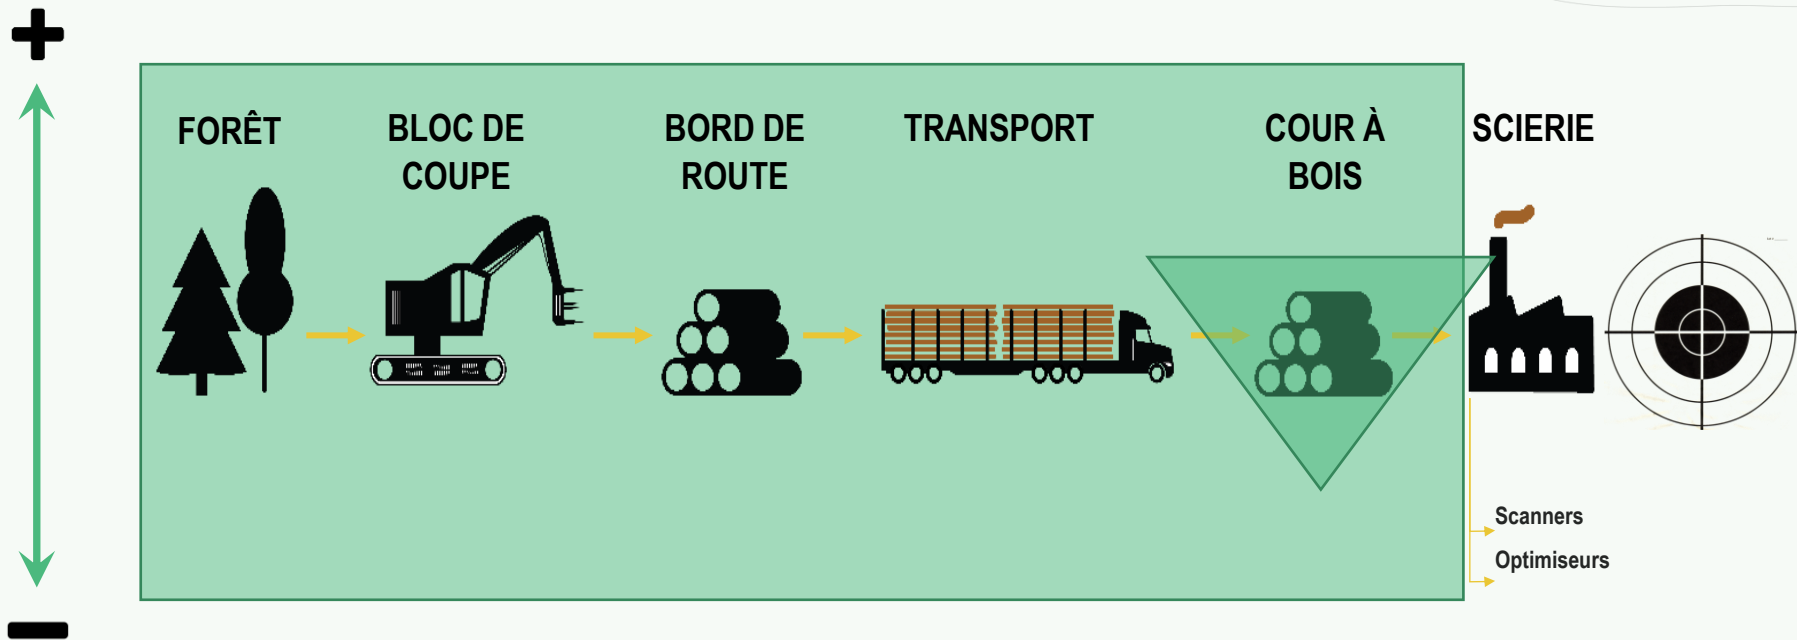 FORÊT
BLOC DE
COUPE
BORD DE
ROUTE
TRANSPORT
COUR À
BOIS
SCIERIE
Scanners
Optimiseurs